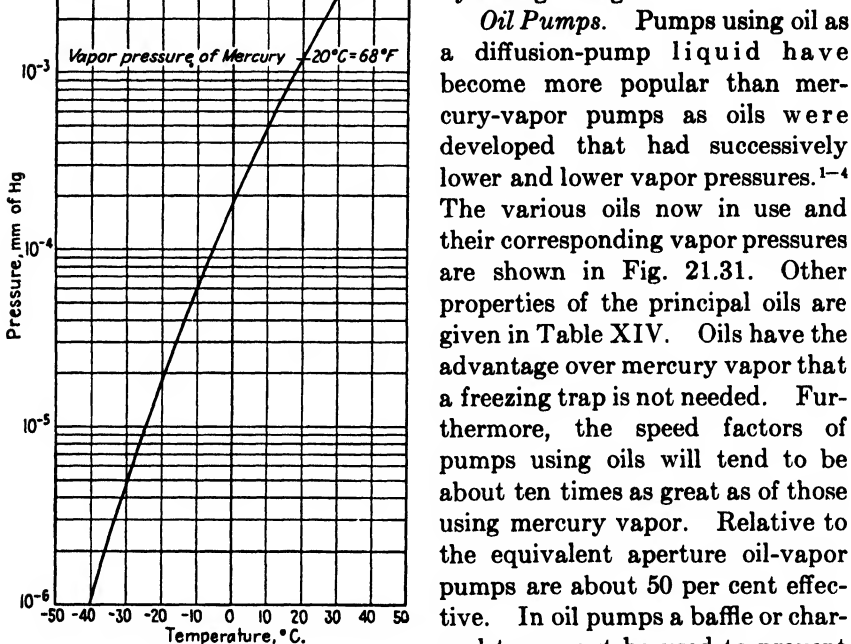 Vapor pressure of Mercury 20°C=68°F
10-3
10-4
10-5
10-6
Pressure, mm of Hg
-50 -40 -30 -20 -10 0 10 20 30 40 50
Temperature, °C.
Oil Pumps. Pumps using oil as
a diffusion-pump liquid have
become more popular than mer-
cury-vapor pumps as oils were
developed that had successively
lower and lower vapor pressures.1-4
The various oils now in use and
their corresponding vapor pressures
are shown in Fig. 21.31. Other
properties of the principal oils are
given in Table XIV. Oils have the
advantage over mercury vapor that
a freezing trap is not needed. Fur-
thermore, the speed factors of
pumps using oils will tend to be
about ten times as great as of those
using mercury vapor. Relative to
the equivalent aperture oil-vapor
pumps are about 50 per cent effec-
tive. In oil pumps a baffle or char-